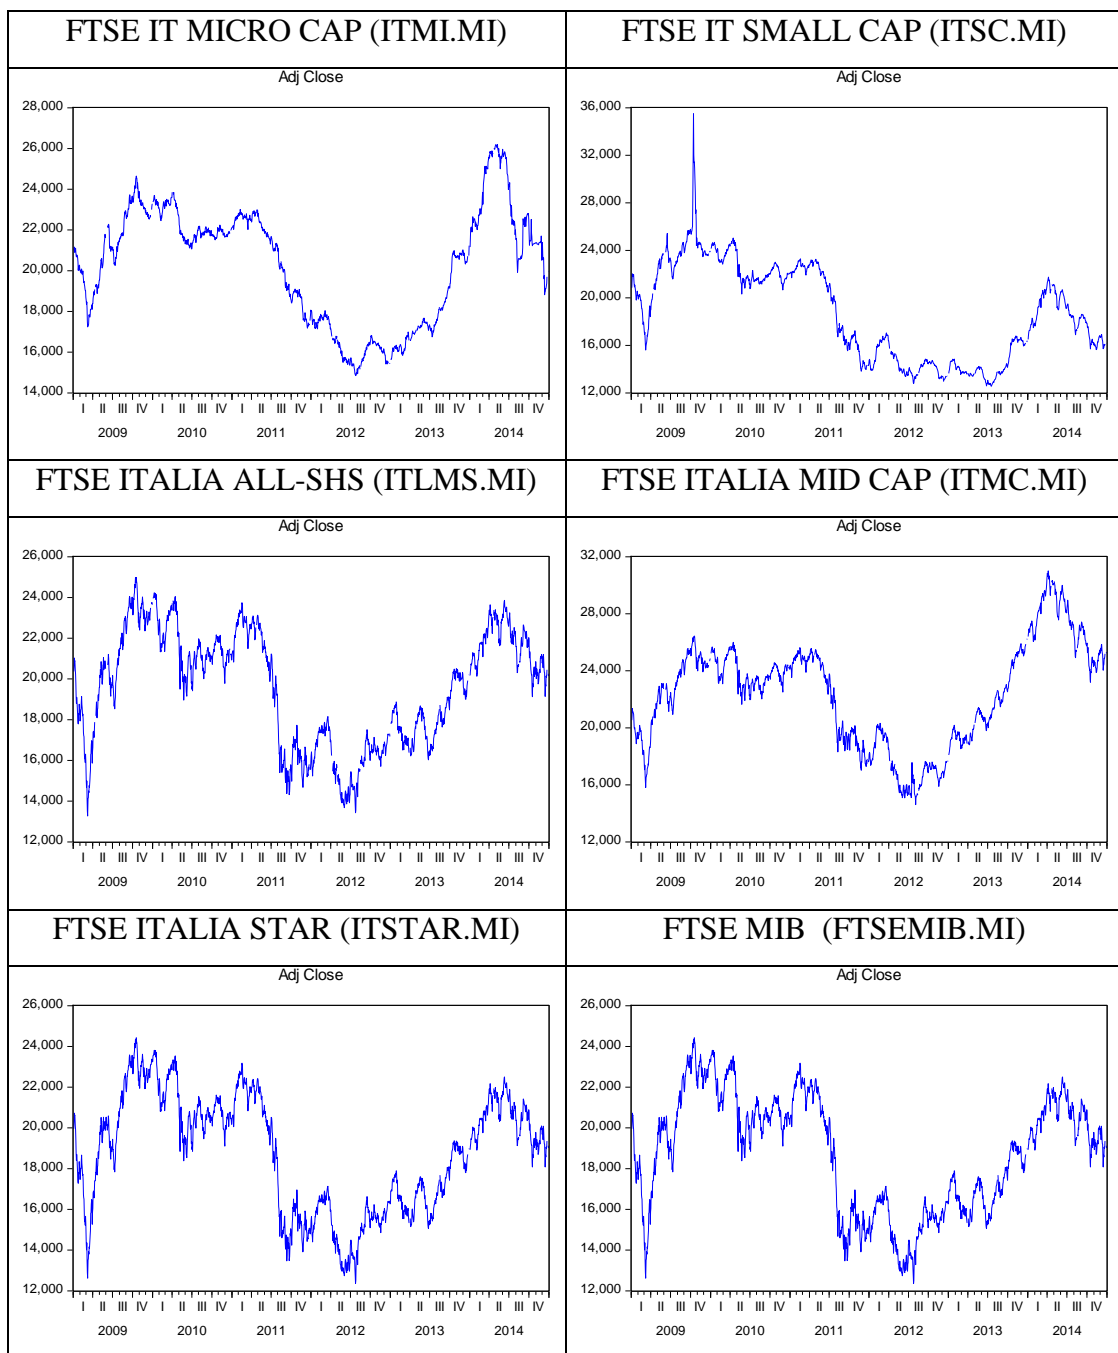 FTSE IT MICRO CAP (ITMI.MI)
FTSE IT SMALL CAP (ITSC.MI)
Adj Close
28,000
26,000
24,000
22,000
20,000
18,000
16,000
14,000
I II III IV I II III IV I II III IV I II III IV I II III IV I II III IV
2009 2010 2011 2012 2013 2014
Adj Close
36,000
32,000
28,000
24,000
20,000
16,000
12,000
I II III IV I II III IV I II III IV I II III IV I II III IV I II III IV
2009 2010 2011 2012 2013 2014
FTSE ITALIA ALL-SHS (ITLMS.MI)
FTSE ITALIA MID CAP (ITMC.MI)
Adj Close
26,000
24,000
22,000
20,000
18,000
16,000
14,000
12,000
I II III IV I II III IV I II III IV I II III IV I II III IV I II III IV
2009 2010 2011 2012 2013 2014
Adj Close
32,000
28,000
24,000
20,000
16,000
12,000
I II III IV I II III IV I II III IV I II III IV I II III IV I II III IV
2009 2010 2011 2012 2013 2014
FTSE ITALIA STAR (ITSTAR.MI)
FTSE MIB (FTSEMIB.MI)
Adj Close
26,000
24,000
22,000
20,000
18,000
16,000
14,000
12,000
I II III IV I II III IV I II III IV I II III IV I II III IV I II III IV
2009 2010 2011 2012 2013 2014
Adj Close
26,000
24,000
22,000
20,000
18,000
16,000
14,000
12,000
I II III IV I II III IV I II III IV I II III IV I II III IV I II III IV
2009 2010 2011 2012 2013 2014